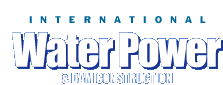 INTERNATIONAL
Water Power
& DAM CONSTRUCTION